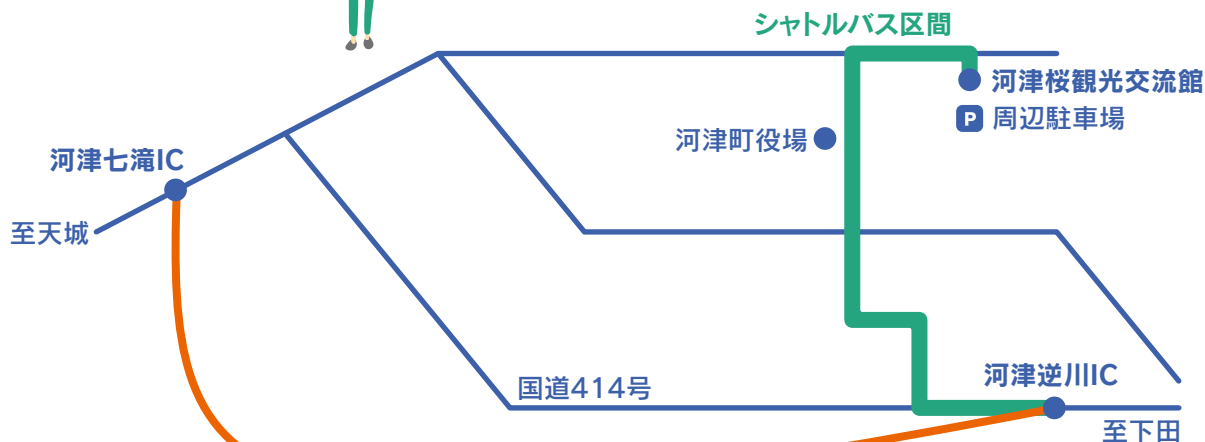 シャトルバス区間
河津桜観光交流館
P 周辺駐車場
河津町役場
河津七滝IC
至天城
国道414号
河津逆川IC
至下田